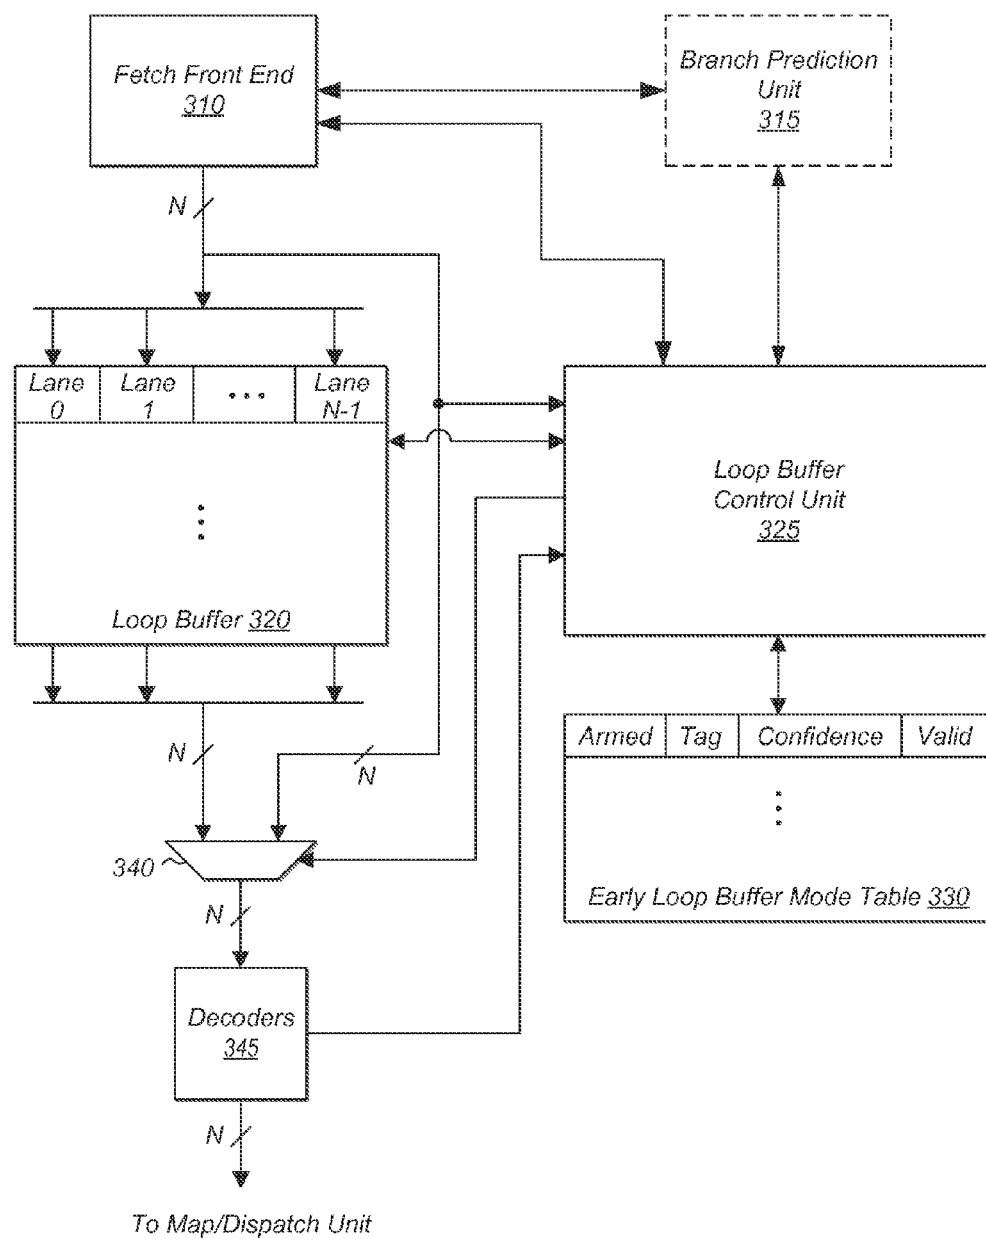 Fetch Front End
310
Branch Prediction
Unit
315
N
Lane
0
Lane
1
Lane
N-1
Loop Buffer 320
Loop Buffer
Control Unit
325
N
N
Armed
Tag
Confidence
Valid
Early Loop Buffer Mode Table 330
340
N
Decoders
345
N
To Map/Dispatch Unit